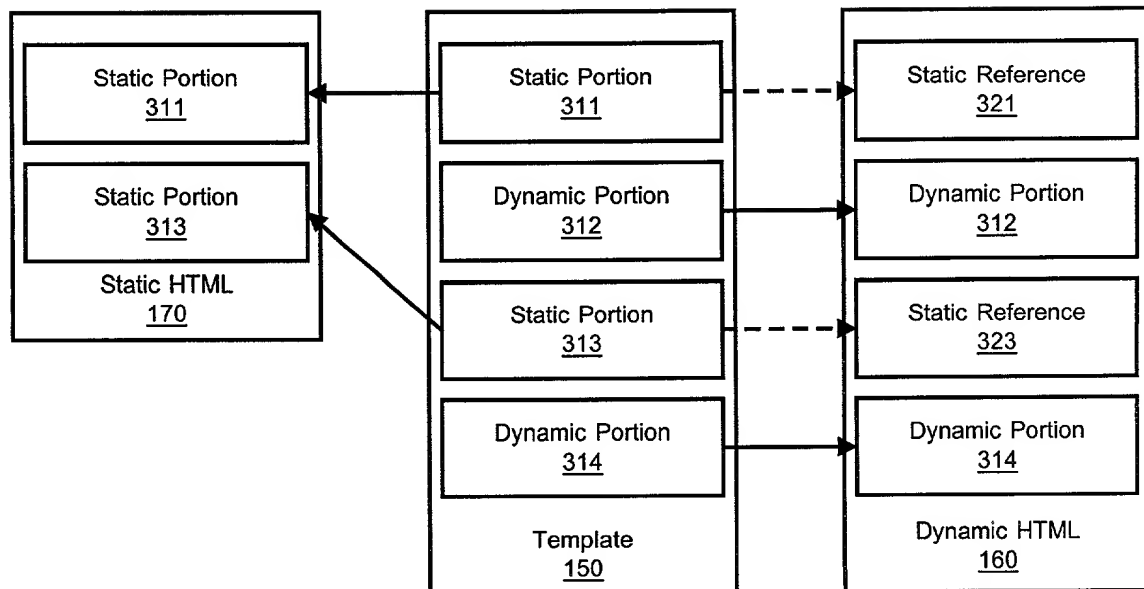 Static Portion
311
Static Portion
313
Static HTML
170
Static Portion
311
Dynamic Portion
312
Static Portion
313
Dynamic Portion
314
Template
150
Static Reference
321
Dynamic Portion
312
Static Reference
323
Dynamic Portion
314
Dynamic HTML
160